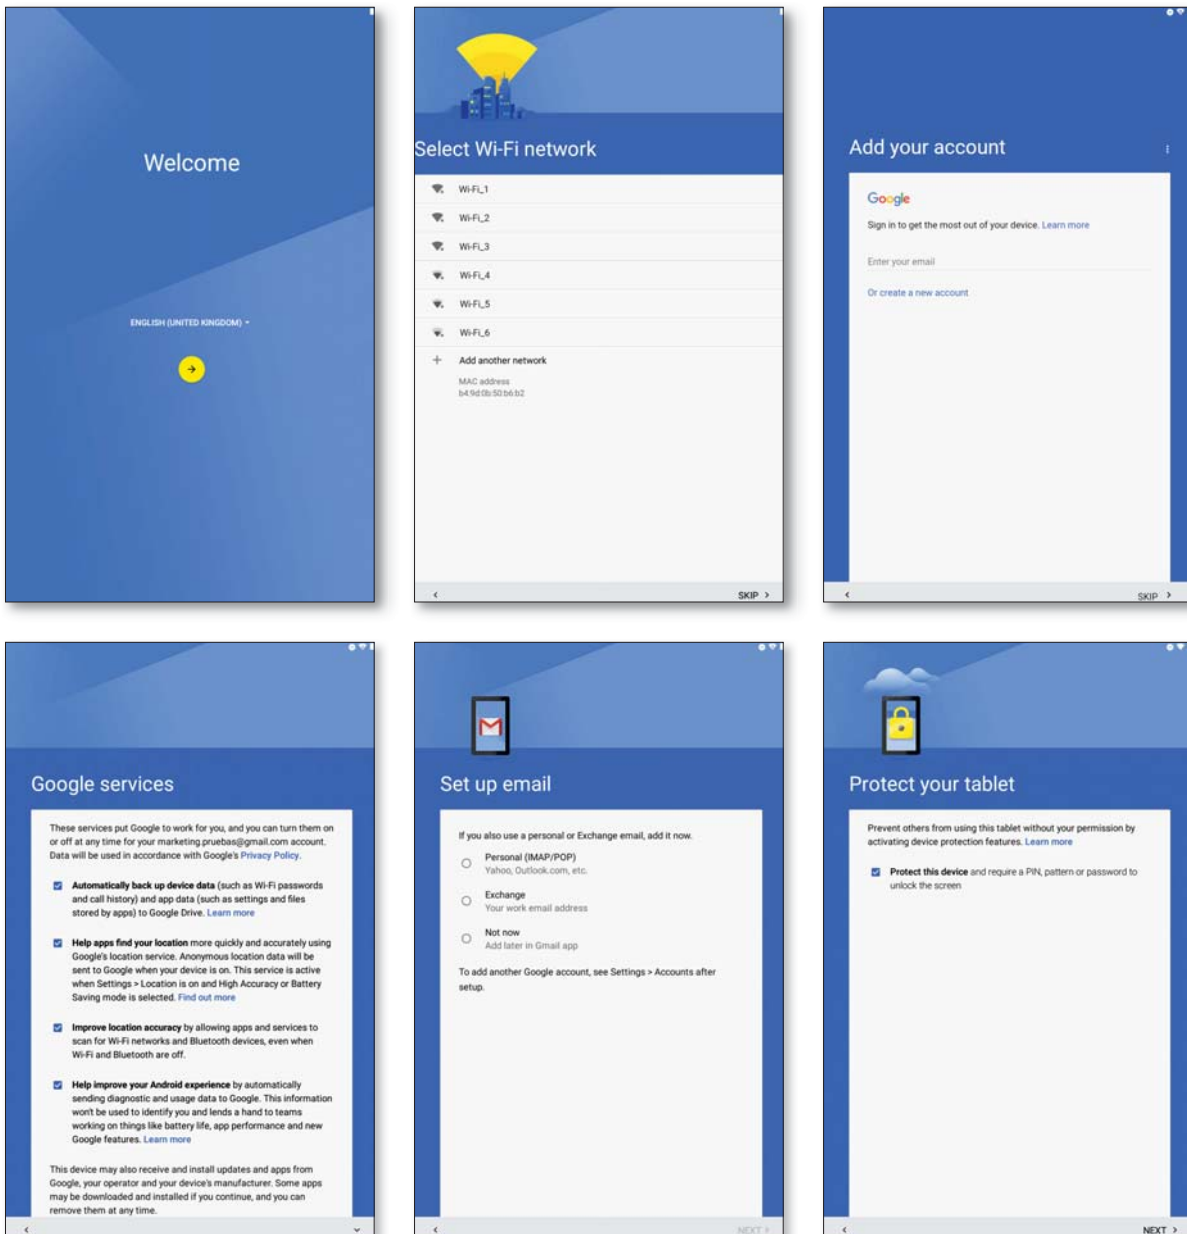 Welcome
ENGLISH (UNITED KINGDOM)
Select Wi-Fi network
Wi-Fi_1
Wi-Fi_2
Wi-Fi_3
Wi-Fi_4
Wi-Fi_5
Wi-Fi_6
+ Add another network
MAC address
b4:9d:0b:50:b6:b2
< SKIP >
Add your account
Google
Sign in to get the most out of your device. Learn more
Enter your email
Or create a new account
< SKIP >
Google services
These services put Google to work for you, and you can turn them on
or off at any time for your marketing.pruebas@gmail.com account.
Data will be used in accordance with Google's Privacy Policy.
Automatically back up device data (such as Wi-Fi passwords
and call history) and app data (such as settings and files
stored by apps) to Google Drive. Learn more
Help apps find your location more quickly and accurately using
Google's location service. Anonymous location data will be
sent to Google when your device is on. This service is active
when Settings > Location is on and High Accuracy or Battery
Saving mode is selected. Find out more
Improve location accuracy by allowing apps and services to
scan for Wi-Fi networks and Bluetooth devices, even when
Wi-Fi and Bluetooth are off.
Help improve your Android experience by automatically
sending diagnostic and usage data to Google. This information
won't be used to identify you and lends a hand to teams
working on things like battery life, app performance and new
Google features. Learn more
This device may also receive and install updates and apps from
Google, your operator and your device's manufacturer. Some apps
may be downloaded and installed if you continue, and you can
remove them at any time.
Set up email
If you also use a personal or Exchange email, add it now.
Personal (IMAP/POP)
Yahoo, Outlook.com, etc.
Exchange
Your work email address
Not now
Add later in Gmail app
To add another Google account, see Settings > Accounts after
setup.
< NEXT >
Protect your tablet
Prevent others from using this tablet without your permission by
activating device protection features. Learn more
Protect this device and require a PIN, pattern or password to
unlock the screen
< NEXT >